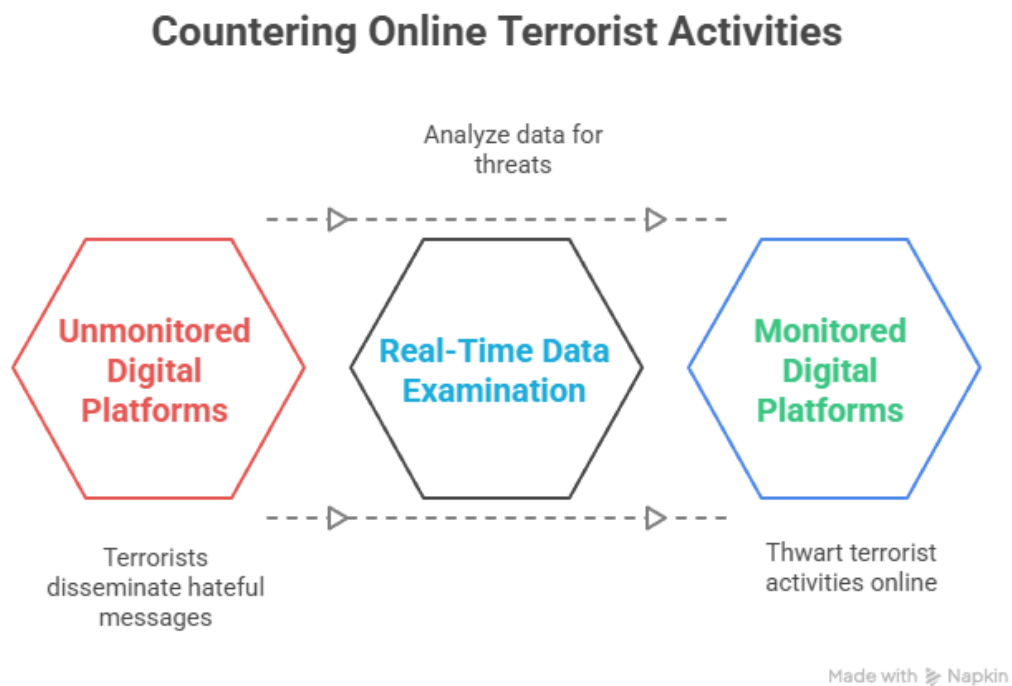 Countering Online Terrorist Activities
Analyze data for
threats
Unmonitored
Digital
Platforms
Real-Time Data
Examination
Monitored
Digital
Platforms
Terrorists
disseminate hateful
messages
Thwart terrorist
activities online
Made with Napkin